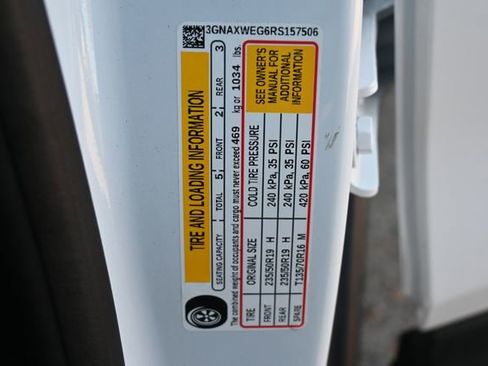 3GNAXWEG6RS157506
TIRE AND LOADING INFORMATION
SEATING CAPACITY TOTAL 5 FRONT 2 REAR 3
The combined weight of occupants and cargo must never exceed 469 kg or 1034 lbs.
TIRE ORIGINAL SIZE COLD TIRE PRESSURE
FRONT 235/50R19 H 240 kPa, 35 PSI
REAR 235/50R19 H 240 kPa, 35 PSI
SPARE T135/70R16 M 420 kPa, 60 PSI
SEE OWNER'S
MANUAL FOR
ADDITIONAL
INFORMATION